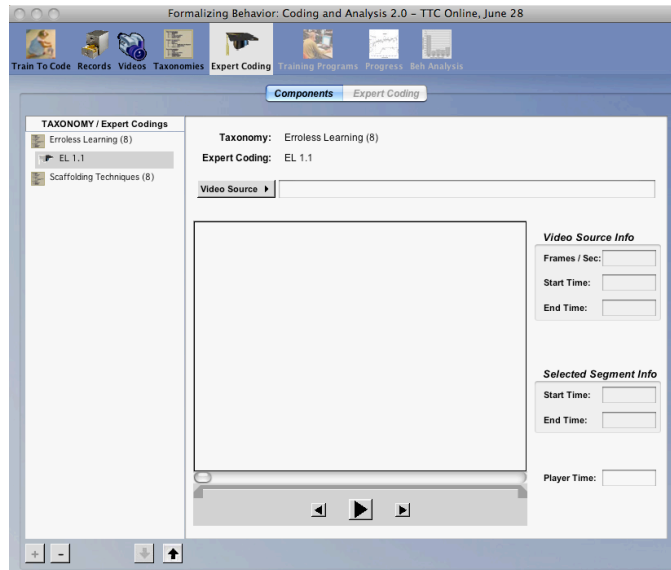 Formalizing Behavior: Coding and Analysis 2.0 – TTC Online, June 28
Train To Code Records Videos Taxonomies Expert Coding Training Programs Progress Beh Analysis
Components Expert Coding
TAXONOMY / Expert Codings
Erroless Learning (8)
EL 1.1
Scaffolding Techniques (8)
Taxonomy: Erroless Learning (8)
Expert Coding: EL 1.1
Video Source
Video Source Info
Frames / Sec:
Start Time:
End Time:
Selected Segment Info
Start Time:
End Time:
Player Time: